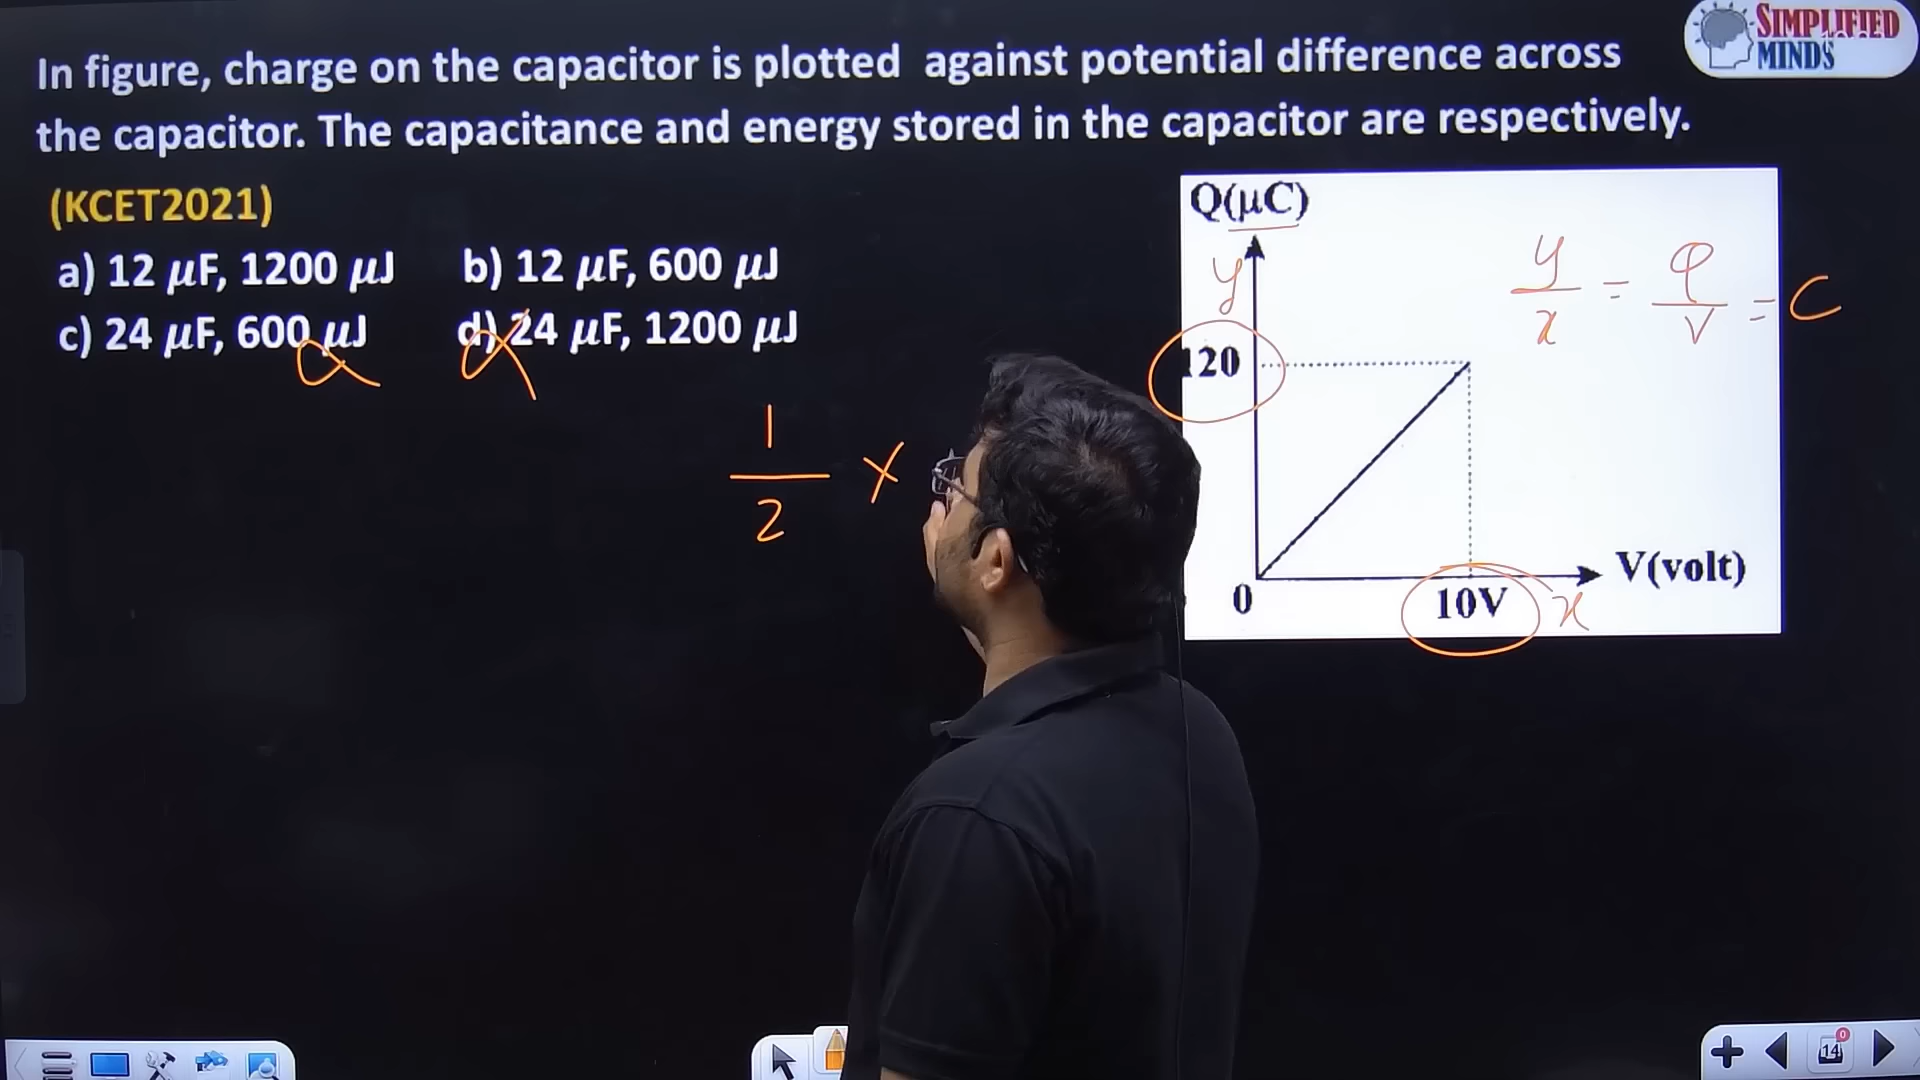 SIMPLIFIED
MINDS
In figure, charge on the capacitor is plotted against potential difference across
the capacitor. The capacitance and energy stored in the capacitor are respectively.
(KCET2021)
a) 12 μF, 1200 μJ b) 12 μF, 600 μJ
c) 24 μF, 600 μJ d) 24 μF, 1200 μJ
Q(μC)
y
y/x = Q/V = C
120
1/2 ×
V(volt)
0
10V
x
14
0